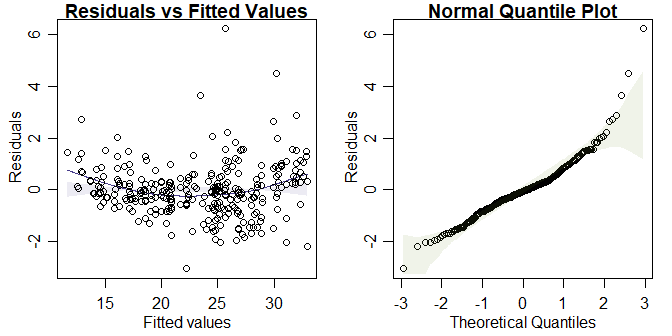 Residuals vs Fitted Values
Residuals
6
4
2
0
-2
15 20 25 30
Fitted values
Normal Quantile Plot
Residuals
6
4
2
0
-2
-3 -2 -1 0 1 2 3
Theoretical Quantiles